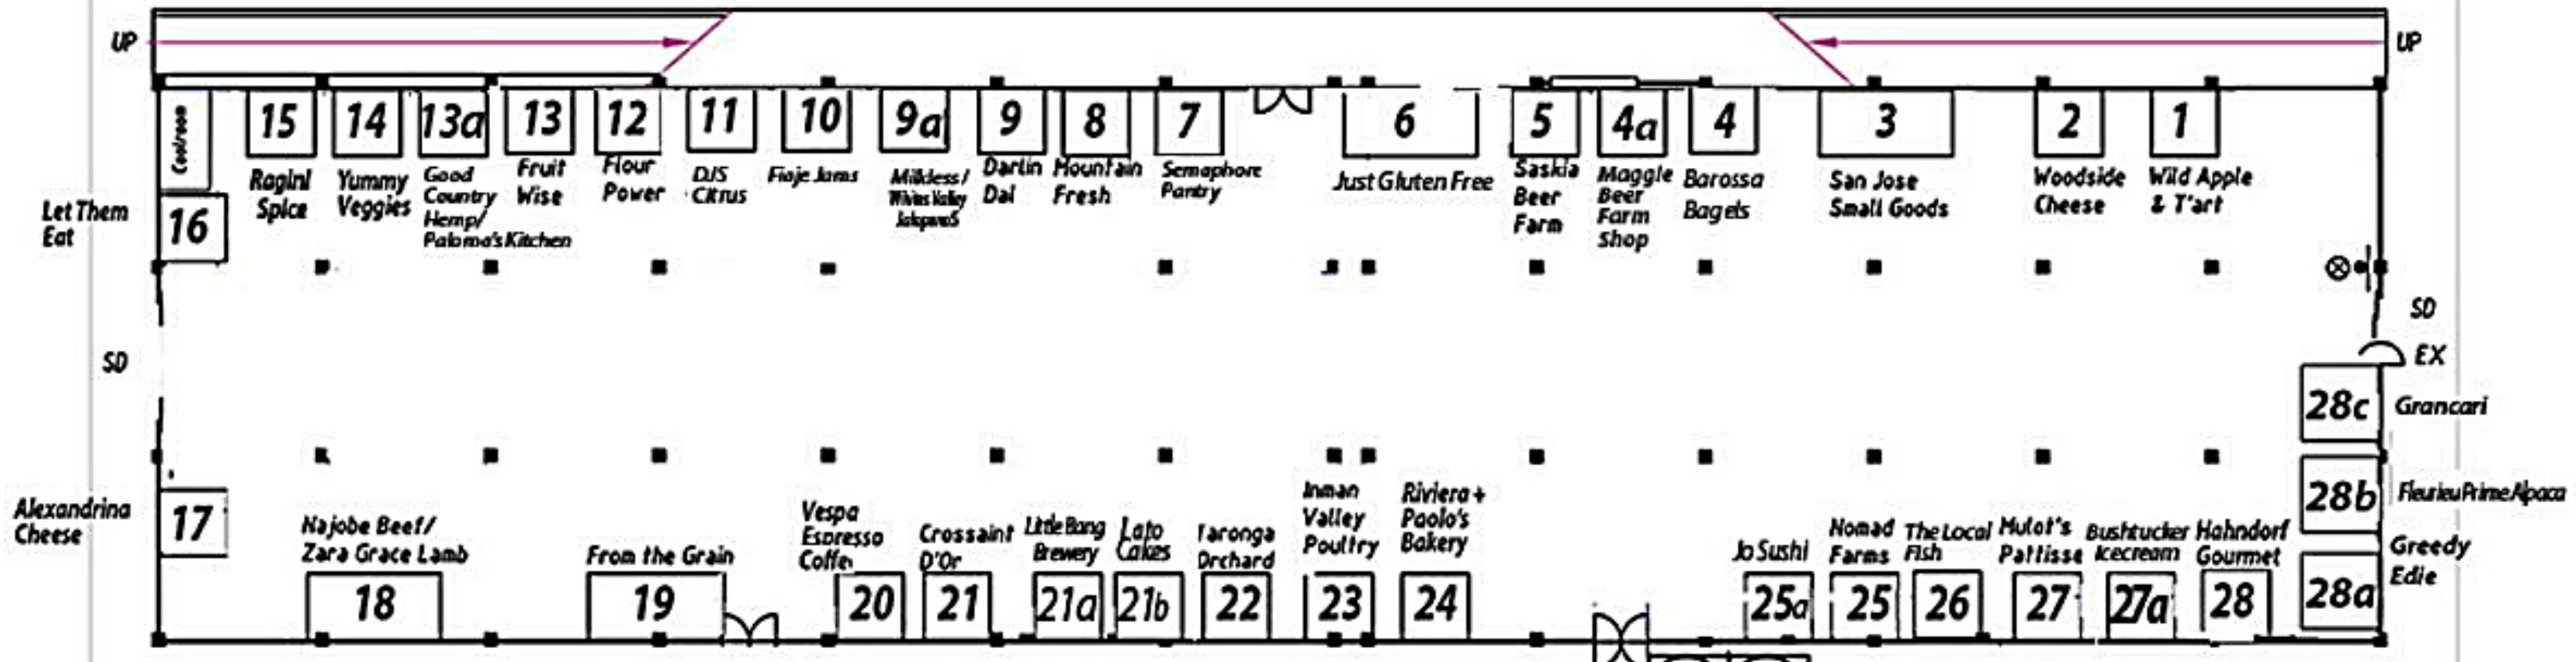 UP
UP
Coolroom
15
14
13a
13
12
11
10
9a
9
8
7
6
5
4a
4
3
2
1
Ragini
Spice
Yummy
Veggies
Good
Country
Hemp/
Paloma's Kitchen
Fruit
Wise
Flour
Power
DJS
Citrus
Jams
Milkless/
Valley
Darlin
Dal
Mountain
Fresh
Semaphore
Pantry
Just Gluten Free
Saskia
Beer
Farm
Maggie
Beer
Farm
Shop
Barossa
Bagels
San Jose
Small Goods
Woodside
Cheese
Wild Apple
& T'art
Let Them
Eat
16
SD
SD
EX
28c
Grancari
28b
Fleurieu Prime Alpaca
28a
Greedy
Edie
Alexandrina
Cheese
17
Najobe Beef/
Zara Grace Lamb
18
From the Grain
19
Vespa
Espresso
Coffe
20
Crossaint
D'Or
21
Little Bang
Brewery
21a
Lato
Cakes
21b
Taronga
Orchard
22
Inman
Valley
Poultry
23
Riviera +
Paolo's
Bakery
24
Jo Sushi
25a
Nomad
Farms
25
The Local
Fish
26
Mulot's
Pattisse
27
Bushtucker
Icecream
27a
Hahndorf
Gourmet
28